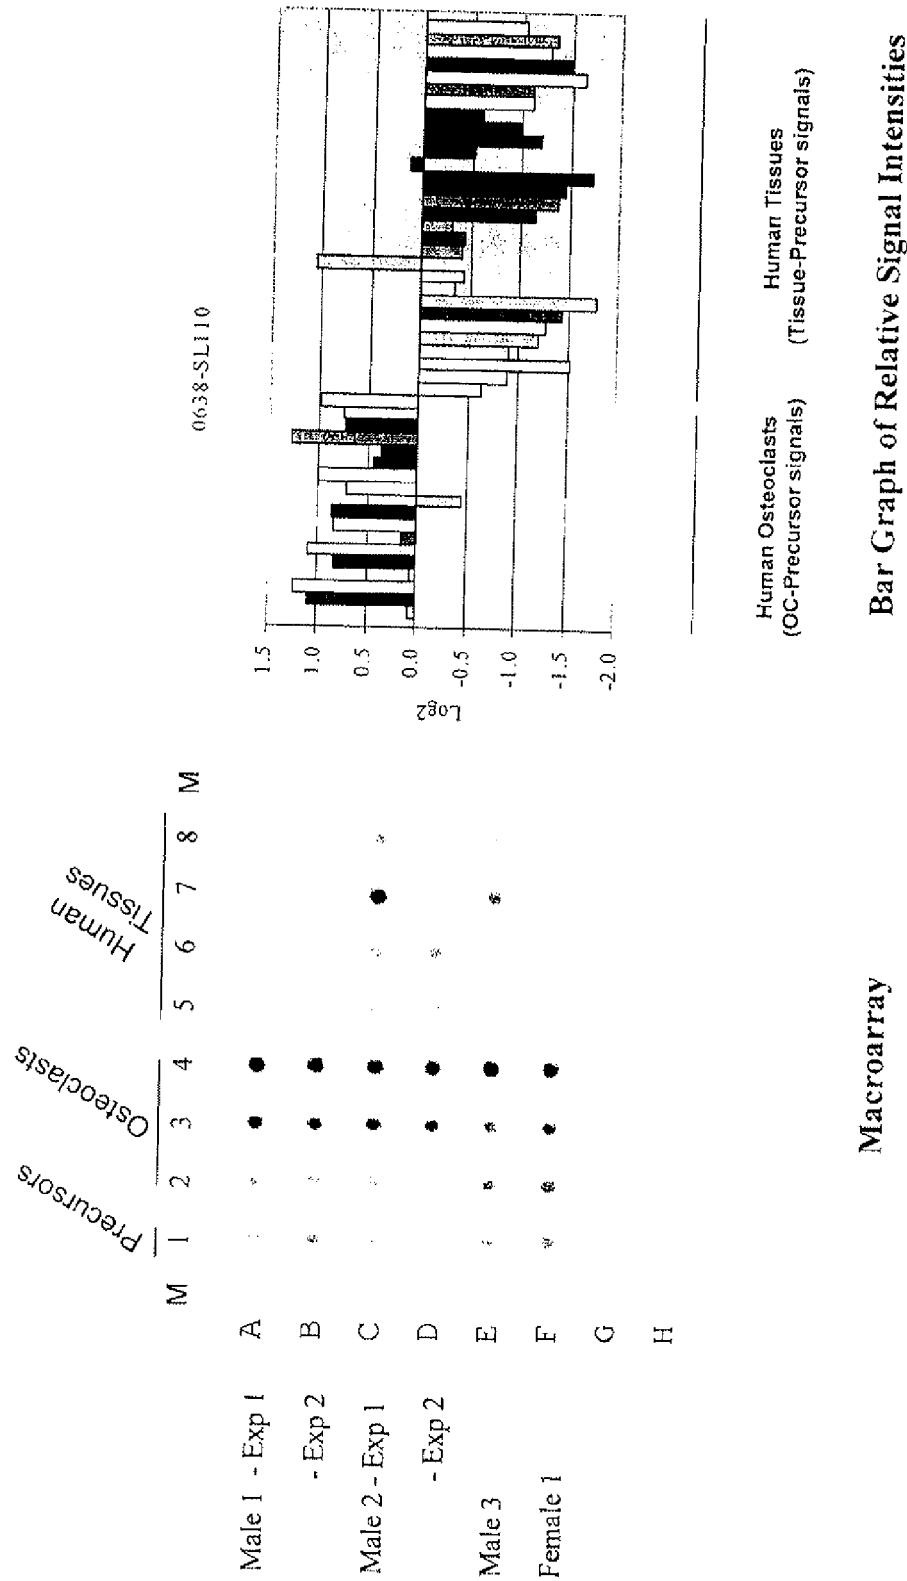 Precursors
Osteoclasts
Human
Tissues
M 1 2 3 4 5 6 7 8 M
Male 1 - Exp 1 A
- Exp 2 B
Male 2 - Exp 1 C
- Exp 2 D
Male 3 E
Female 1 F
G
H
Macroarray
0638-SL110
Log2
1.5
1.0
0.5
0.0
-0.5
-1.0
-1.5
-2.0
Human Osteoclasts
(OC-Precursor signals)
Human Tissues
(Tissue-Precursor signals)
Bar Graph of Relative Signal Intensities